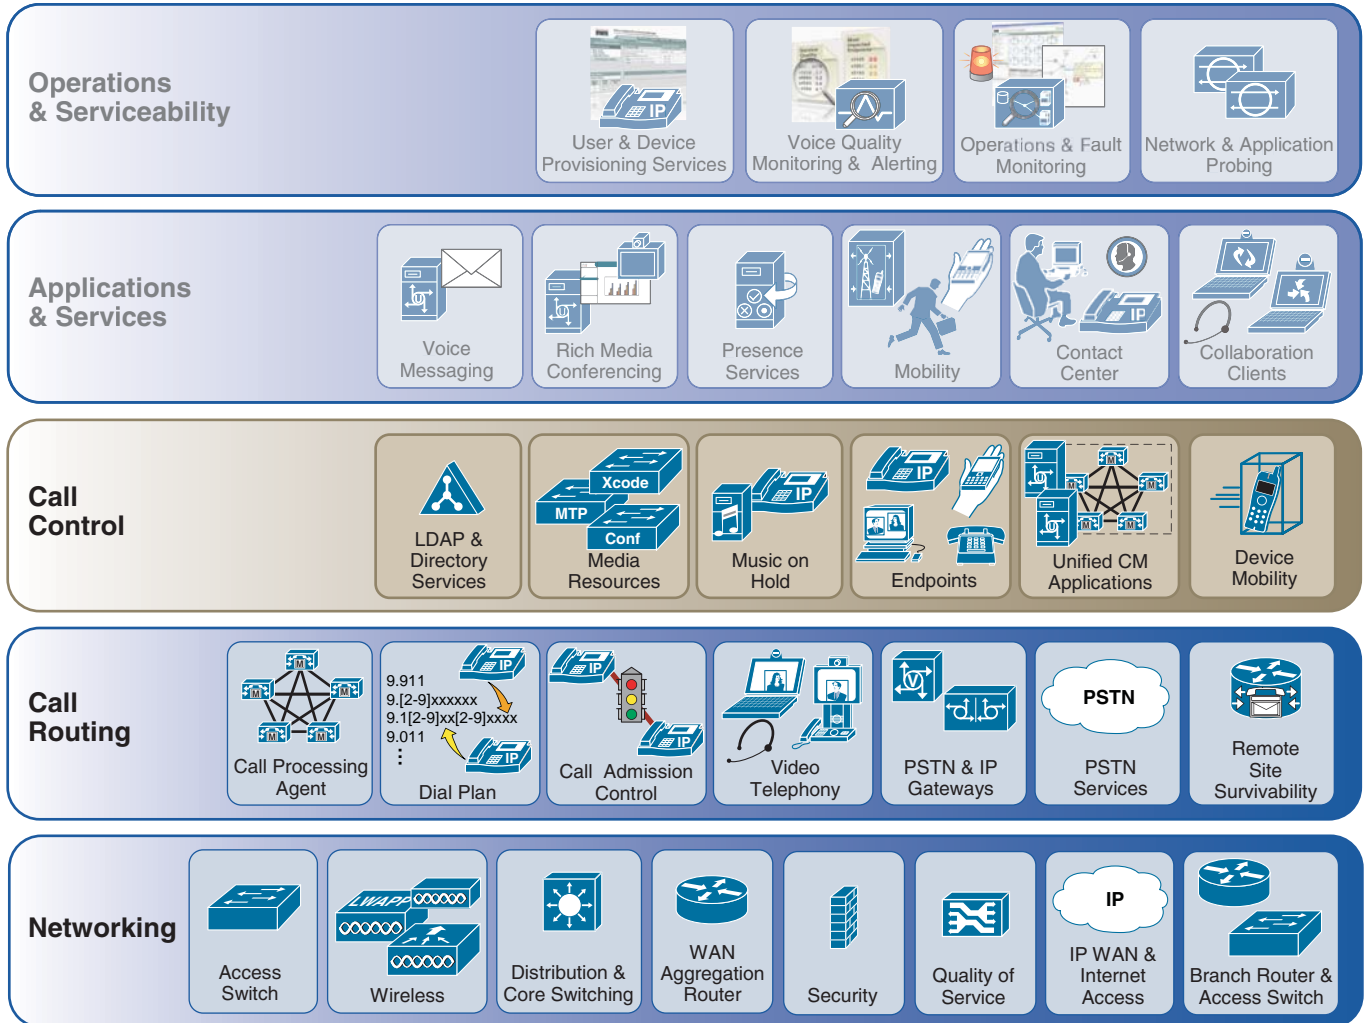 Operations
& Serviceability
IP
User & Device
Provisioning Services
Voice Quality
Monitoring & Alerting
Operations & Fault
Monitoring
Network & Application
Probing
Applications
& Services
U
Voice
Messaging
U
Rich Media
Conferencing
Presence
Services
Mobility
IP
Contact
Center
Collaboration
Clients
Call
Control
LDAP &
Directory
Services
Xcode
MTP
Conf
Media
Resources
IP
Music on
Hold
IP
Endpoints
M
M
M
M
M
U
U
Unified CM
Applications
Device
Mobility
Call
Routing
M
M
M
M
M
Call Processing
Agent
9.911
9.[2-9]xxxxxx
9.1[2-9]xx[2-9]xxxx
9.011
IP
IP
Dial Plan
IP
IP
Call Admission
Control
Video
Telephony
V
PSTN & IP
Gateways
PSTN
PSTN
Services
Remote
Site
Survivability
Networking
Access
Switch
LWAPP
Wireless
Distribution &
Core Switching
WAN
Aggregation
Router
Security
Quality of
Service
IP
IP WAN &
Internet
Access
Branch Router &
Access Switch